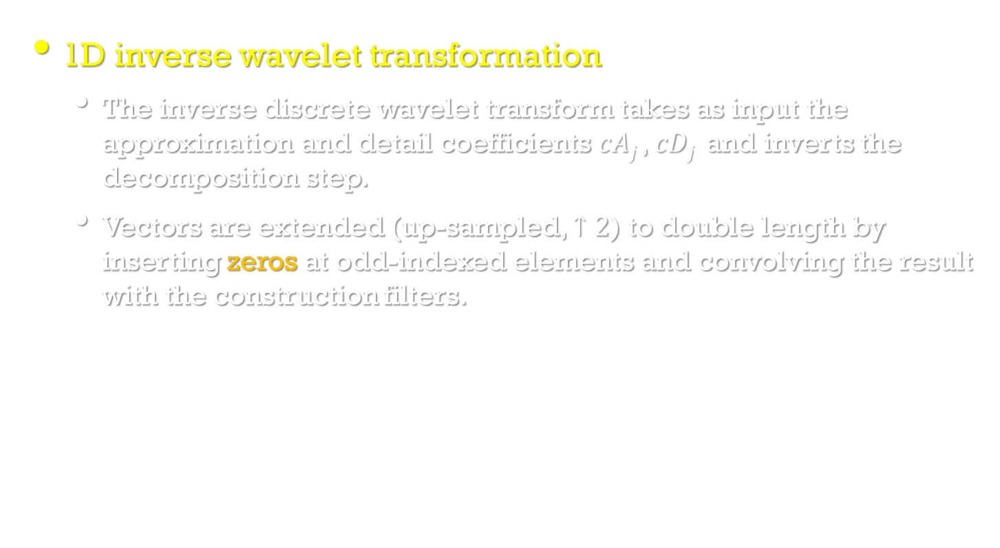 • 1D inverse wavelet transformation
• The inverse discrete wavelet transform takes as input the
approximation and detail coefficients cA_j , cD_j and inverts the
decomposition step.
• Vectors are extended (up-sampled,↑ 2) to double length by
inserting zeros at odd-indexed elements and convolving the result
with the construction filters.